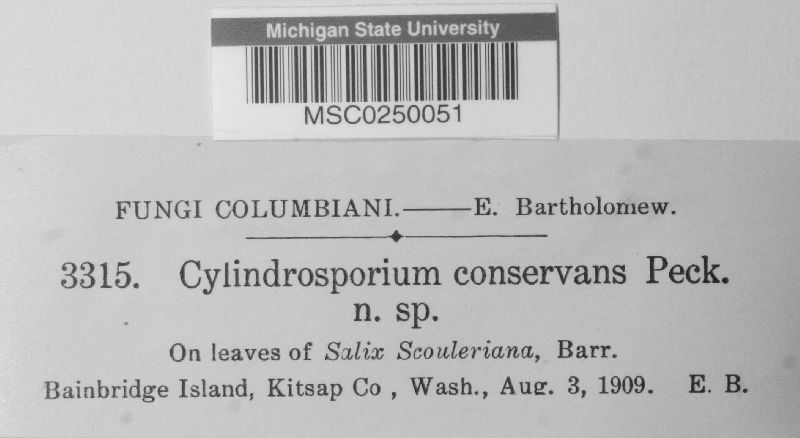 Michigan State University
MSC0250051
FUNGI COLUMBIANI.——E. Bartholomew.
3315. Cylindrosporium conservans Peck.
n. sp.
On leaves of Salix Scouleriana, Barr.
Bainbridge Island, Kitsap Co , Wash., Aug. 3, 1909. E. B.